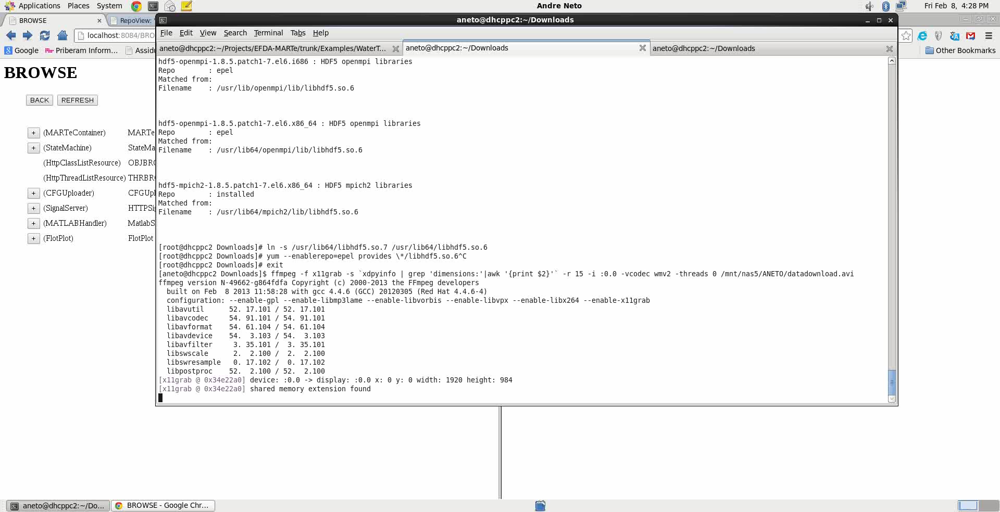 Applications Places System
Andre Neto
Fri Feb 8, 4:28 PM
BROWSE
RepoView:
aneto@dhcppc2:~/Downloads
localhost:8084/BRO
File Edit View Search Terminal Tabs Help
Google Priberam Inform... Assidu
Other Bookmarks
aneto@dhcppc2:~/Projects/EFDA-MARTe/trunk/Examples/WaterT... aneto@dhcppc2:~/Downloads aneto@dhcppc2:~/Downloads
BROWSE
BACK REFRESH
+ (MARTeContainer) MARTe
+ (StateMachine) StateMa
(HttpClassListResource) OBJBRO
(HttpThreadListResource) THRBRO
+ (CFGUploader) CFGUpl
+ (SignalServer) HTTPSig
+ (MATLABHandler) MatlabS
+ (FlotPlot) FlotPlot
hdf5-openmpi-1.8.5.patch1-7.el6.i686 : HDF5 openmpi libraries
Repo        : epel
Matched from:
Filename    : /usr/lib/openmpi/lib/libhdf5.so.6
hdf5-openmpi-1.8.5.patch1-7.el6.x86_64 : HDF5 openmpi libraries
Repo        : epel
Matched from:
Filename    : /usr/lib64/openmpi/lib/libhdf5.so.6
hdf5-mpich2-1.8.5.patch1-7.el6.x86_64 : HDF5 mpich2 libraries
Repo        : installed
Matched from:
Filename    : /usr/lib64/mpich2/lib/libhdf5.so.6
[root@dhcppc2 Downloads]# ln -s /usr/lib64/libhdf5.so.7 /usr/lib64/libhdf5.so.6
[root@dhcppc2 Downloads]# yum --enablerepo=epel provides \*/libhdf5.so.6^C
[root@dhcppc2 Downloads]# exit
[aneto@dhcppc2 Downloads]$ ffmpeg -f x11grab -s `xdpyinfo | grep 'dimensions:'|awk '{print $2}'` -r 15 -i :0.0 -vcodec wmv2 -threads 0 /mnt/nas5/ANETO/datadownload.avi
ffmpeg version N-49662-g864fdfa Copyright (c) 2000-2013 the FFmpeg developers
  built on Feb  8 2013 11:58:28 with gcc 4.4.6 (GCC) 20120305 (Red Hat 4.4.6-4)
  configuration: --enable-gpl --enable-libmp3lame --enable-libvorbis --enable-libvpx --enable-libx264 --enable-x11grab
  libavutil      52. 17.101 / 52. 17.101
  libavcodec     54. 91.101 / 54. 91.101
  libavformat    54. 61.104 / 54. 61.104
  libavdevice    54.  3.103 / 54.  3.103
  libavfilter     3. 35.101 /  3. 35.101
  libswscale      2.  2.100 /  2.  2.100
  libswresample   0. 17.102 /  0. 17.102
  libpostproc    52.  2.100 / 52.  2.100
[x11grab @ 0x34e22a0] device: :0.0 -> display: :0.0 x: 0 y: 0 width: 1920 height: 984
[x11grab @ 0x34e22a0] shared memory extension found
aneto@dhcppc2:~/Do... BROWSE - Google Chr...